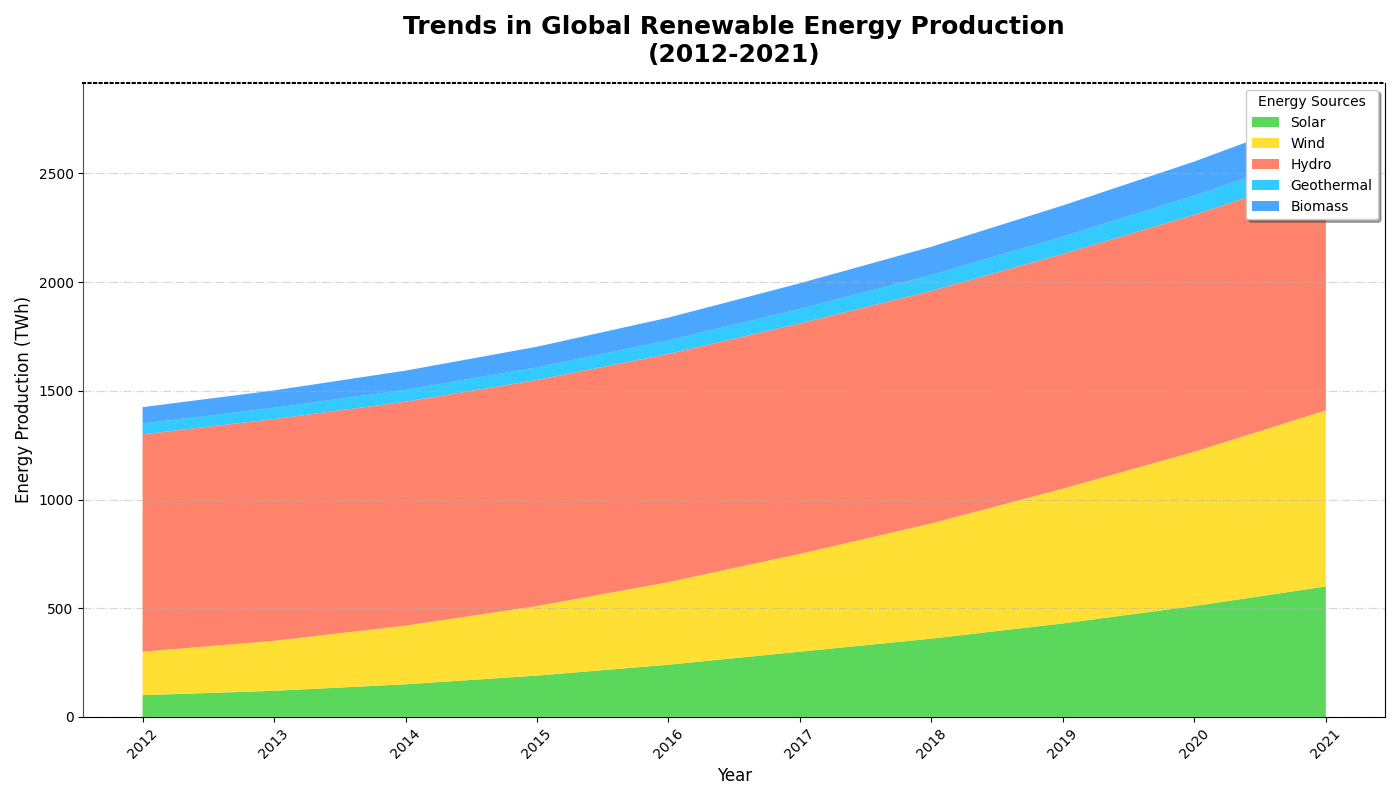 Trends in Global Renewable Energy Production
(2012-2021)
Energy Sources
Solar
Wind
Hydro
Geothermal
Biomass
Energy Production (TWh)
2500
2000
1500
1000
500
0
2012
2013
2014
2015
2016
2017
2018
2019
2020
2021
Year